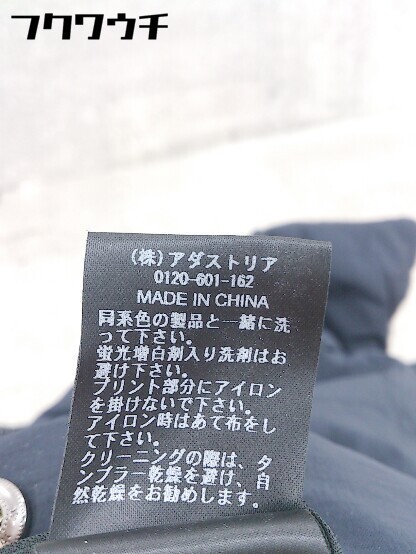 フクワウチ
(株)アダストリア
0120-601-162
MADE IN CHINA
同系色の製品と一緒に洗
って下さい。
蛍光増白剤入り洗剤はお
避け下さい。
プリント部分にアイロン
を掛けないで下さい。
アイロン時はあて布をし
て下さい。
クリーニングの際は、タ
ンブラー乾燥を避け、自
然乾燥をお勧めします。